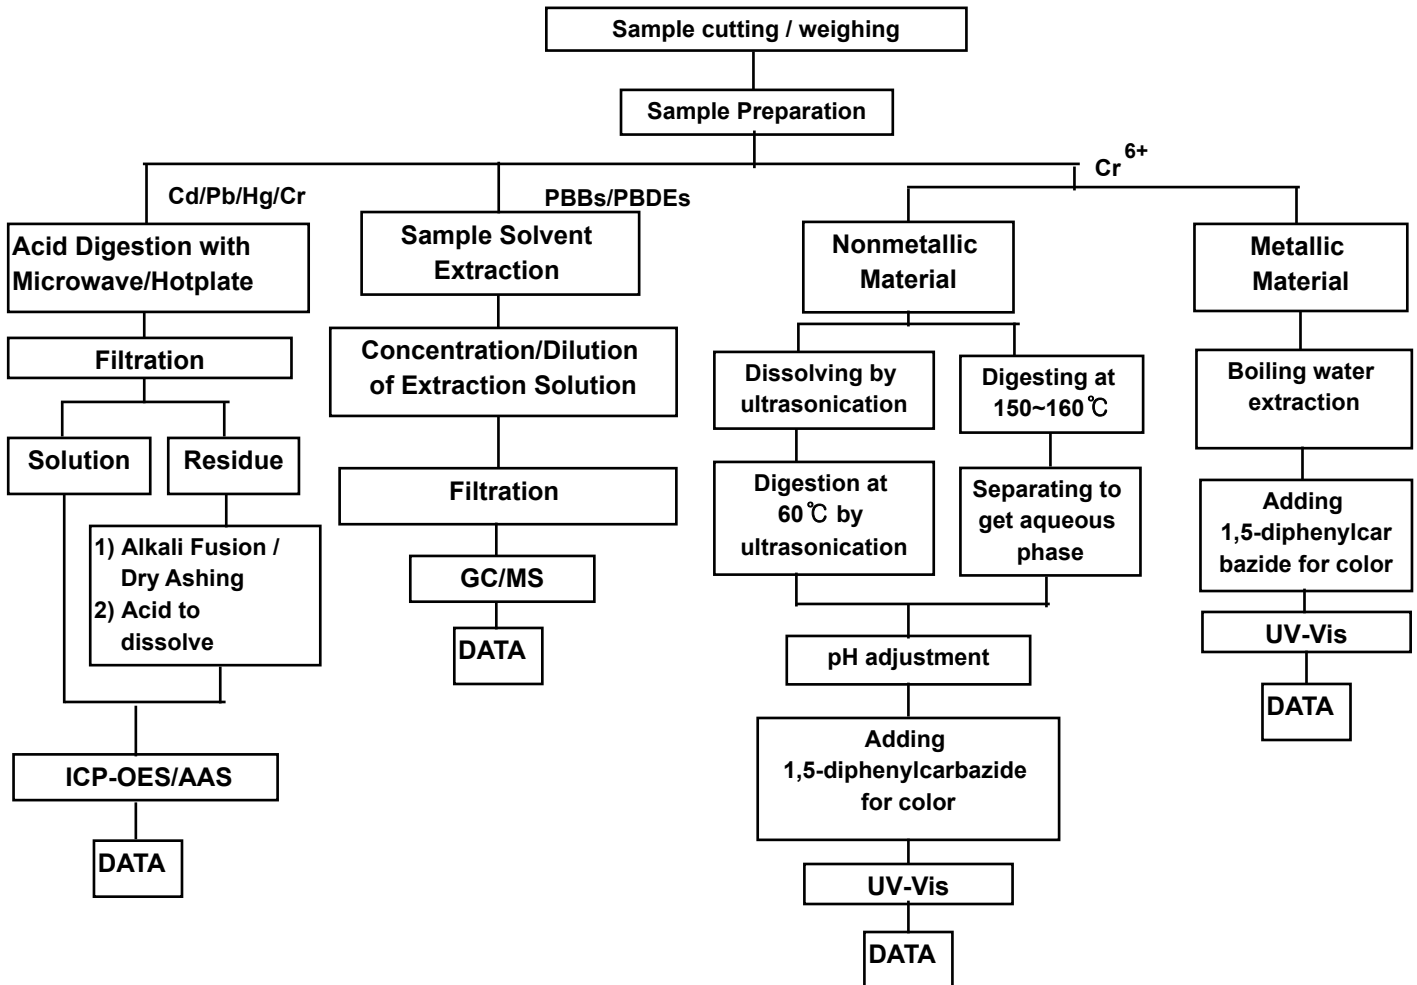 Sample cutting / weighing
Sample Preparation
Cd/Pb/Hg/Cr
PBBs/PBDEs
Cr 6+
Acid Digestion with
Microwave/Hotplate
Filtration
Solution
Residue
1) Alkali Fusion /
Dry Ashing
2) Acid to
dissolve
ICP-OES/AAS
DATA
Sample Solvent
Extraction
Concentration/Dilution
of Extraction Solution
Filtration
GC/MS
DATA
Nonmetallic
Material
Dissolving by
ultrasonication
Digestion at
60℃ by
ultrasonication
Digesting at
150~160℃
Separating to
get aqueous
phase
pH adjustment
Adding
1,5-diphenylcarbazide
for color
UV-Vis
DATA
Metallic
Material
Boiling water
extraction
Adding
1,5-diphenylcar
bazide for color
UV-Vis
DATA